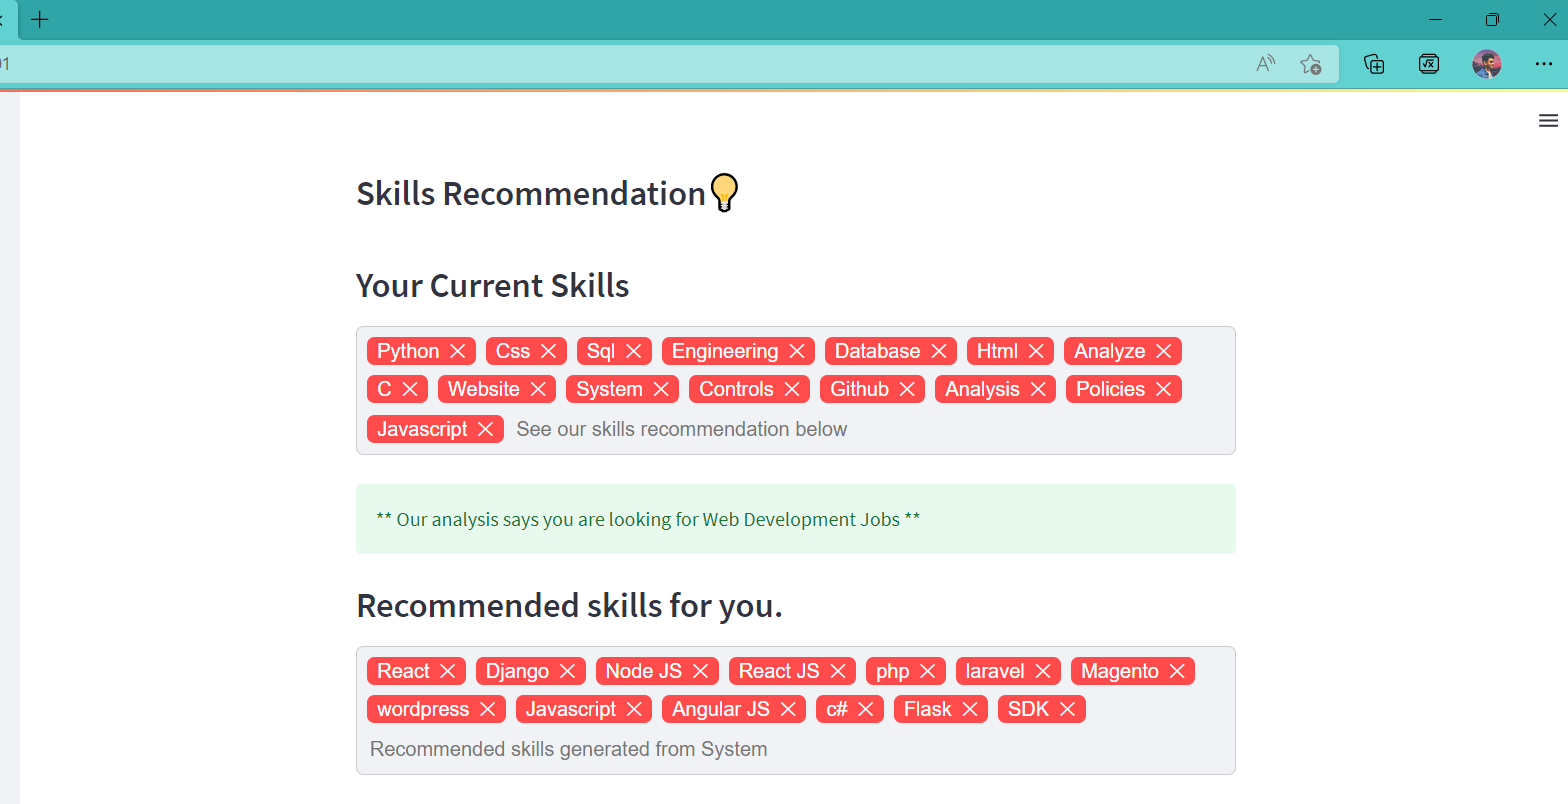 01
Skills Recommendation
Your Current Skills
Python Css Sql Engineering Database Html Analyze
C Website System Controls Github Analysis Policies
Javascript See our skills recommendation below
** Our analysis says you are looking for Web Development Jobs **
Recommended skills for you.
React Django Node JS React JS php laravel Magento
wordpress Javascript Angular JS c# Flask SDK
Recommended skills generated from System